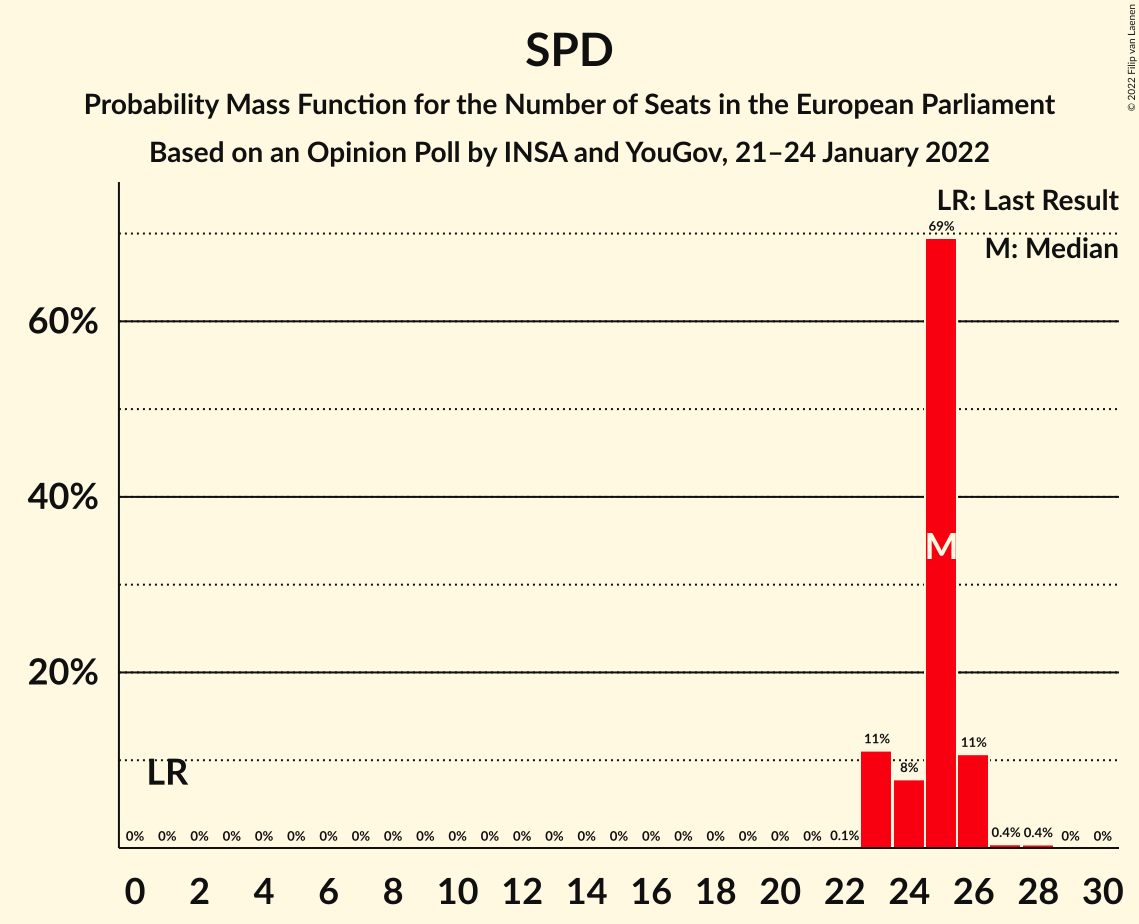 SPD
Probability Mass Function for the Number of Seats in the European Parliament
Based on an Opinion Poll by INSA and YouGov, 21–24 January 2022
© 2022 Filip van Laenen
LR: Last Result
M: Median
69%
60%
40%
M
20%
11% 8% 11%
LR
0% 0% 0% 0% 0% 0% 0% 0% 0% 0% 0% 0% 0% 0% 0% 0% 0% 0% 0% 0% 0% 0% 0.1% 0.4% 0.4% 0% 0%
0 2 4 6 8 10 12 14 16 18 20 22 24 26 28 30